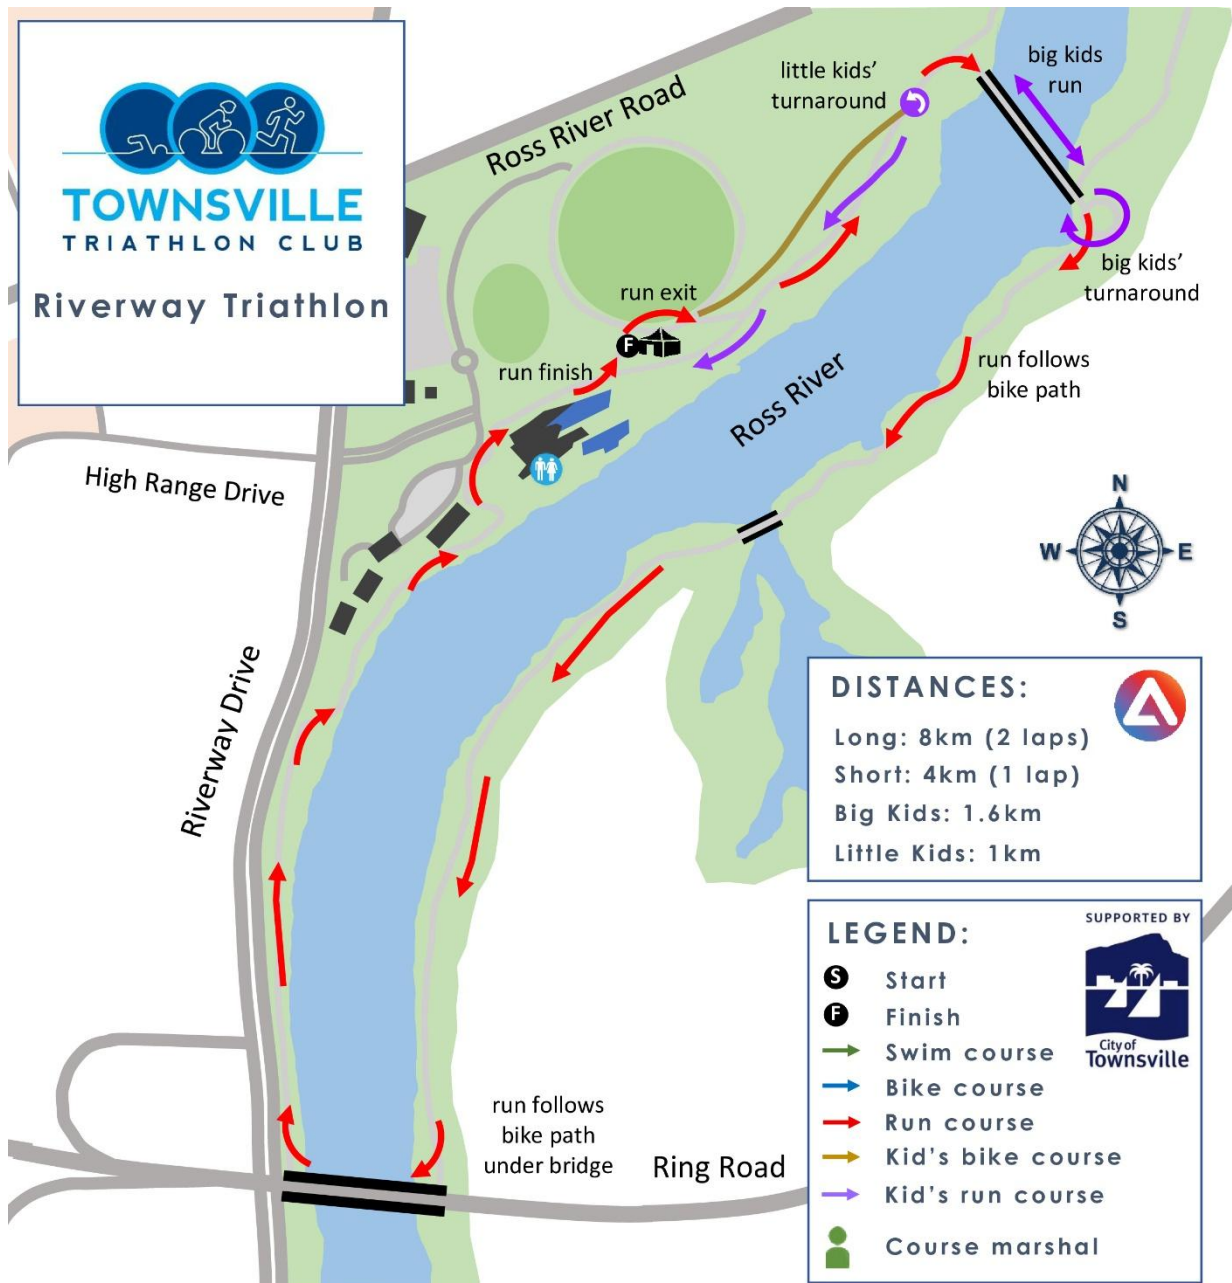 TOWNSVILLE
TRIATHLON CLUB
Riverway Triathlon
little kids'
turnaround
big kids
run
Ross River Road
run exit
big kids'
turnaround
run finish
F
run follows
bike path
Ross River
High Range Drive
N
W
E
S
Riverway Drive
DISTANCES:
Long: 8km (2 laps)
Short: 4km (1 lap)
Big Kids: 1.6km
Little Kids: 1km
run follows
bike path
under bridge
Ring Road
LEGEND:
S Start
F Finish
Swim course
Bike course
Run course
Kid's bike course
Kid's run course
Course marshal
SUPPORTED BY
City of
Townsville